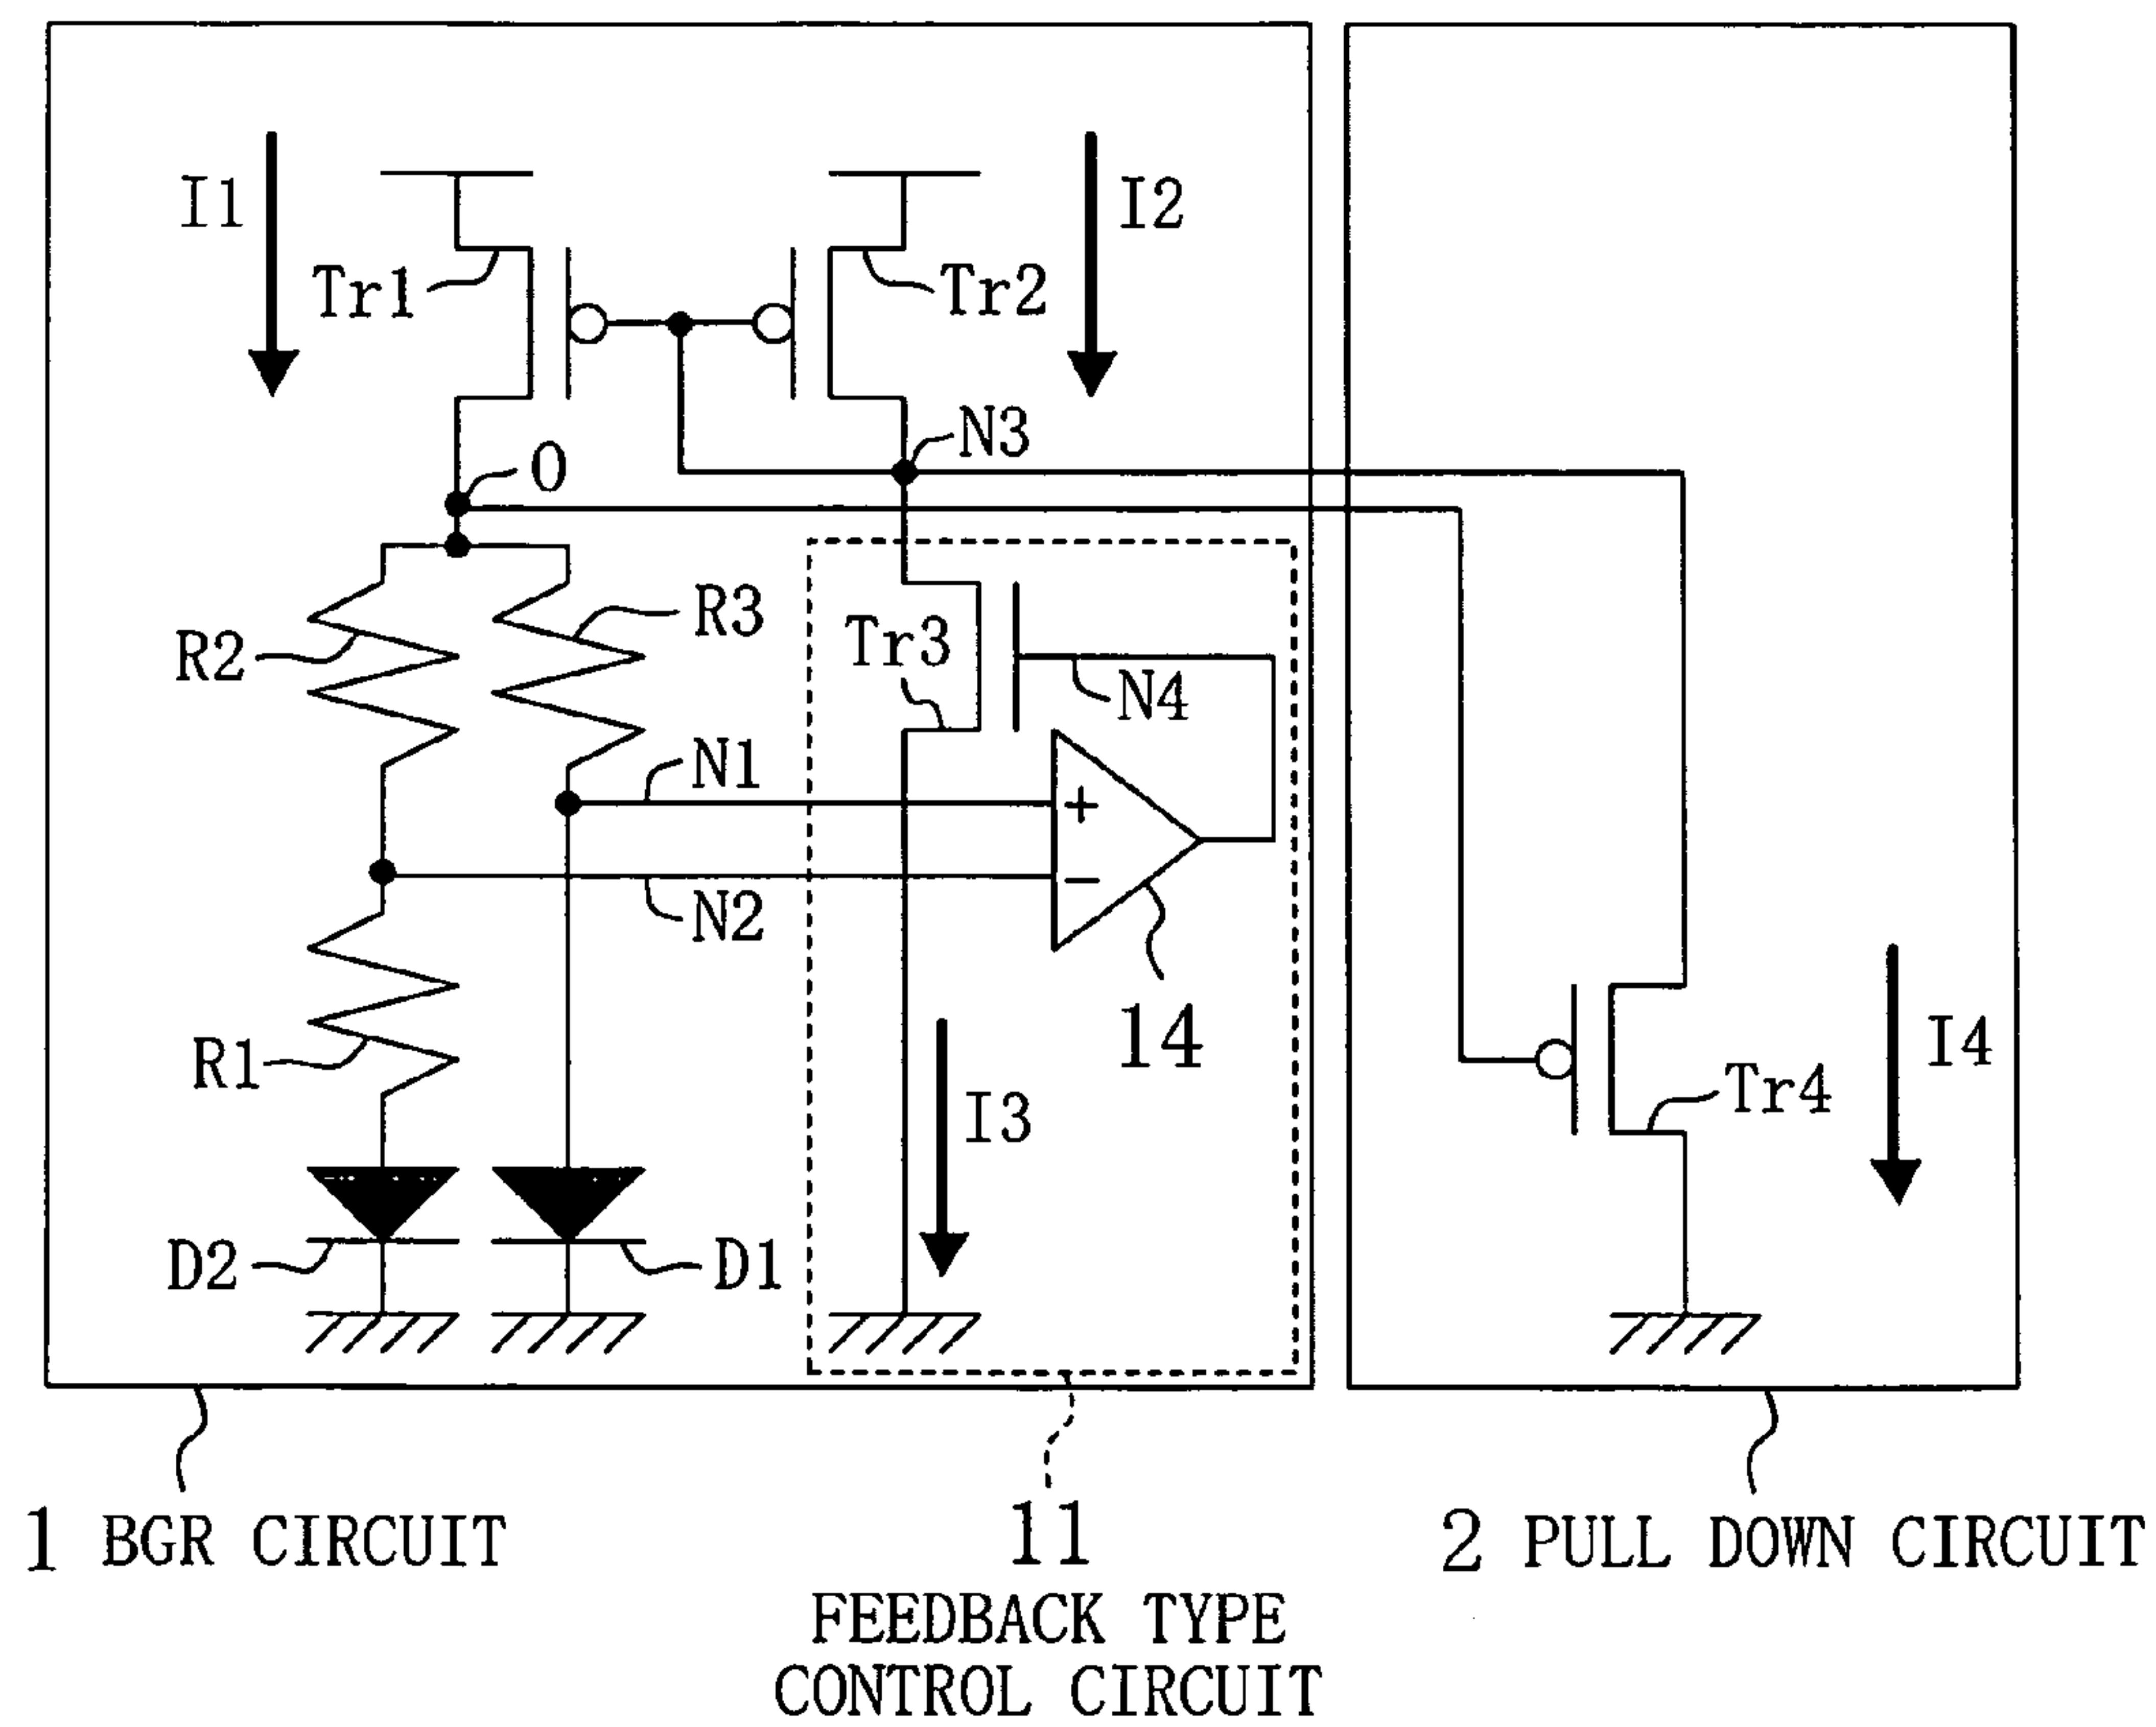 I1
I2
Tr1
Tr2
N3
O
R2
R3
Tr3
N4
N1
+
−
N2
14
R1
I3
I4
Tr4
D2
D1
1 BGR CIRCUIT
11
FEEDBACK TYPE
CONTROL CIRCUIT
2 PULL DOWN CIRCUIT